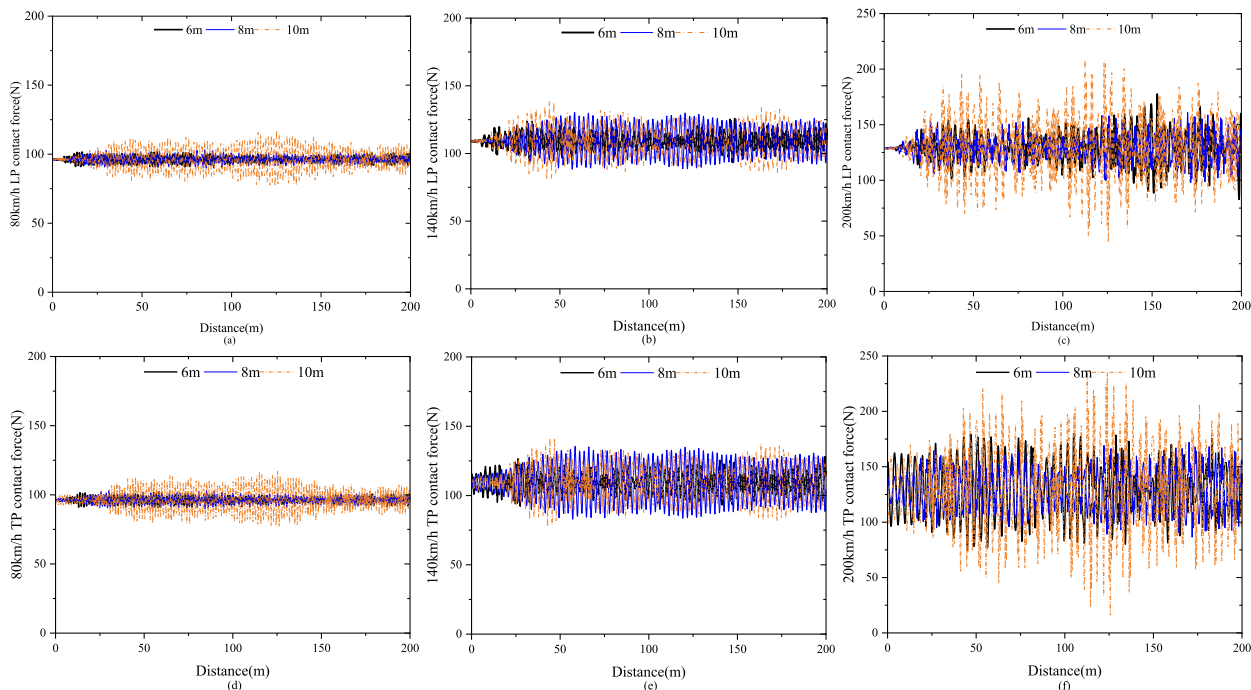 6m 8m 10m
80km/h LP contact force(N)
200
150
100
50
0
0 50 100 150 200
Distance(m)
(a)
6m 8m 10m
140km/h LP contact force(N)
200
150
100
50
0
0 50 100 150 200
Distance(m)
(b)
6m 8m 10m
200km/h LP contact force(N)
250
200
150
100
50
0
0 50 100 150 200
Distance(m)
(c)
6m 8m 10m
80km/h TP contact force(N)
200
150
100
50
0
0 50 100 150 200
Distance(m)
(d)
6m 8m 10m
140km/h TP contact force(N)
200
150
100
50
0
0 50 100 150 200
Distance(m)
(e)
6m 8m 10m
200km/h TP contact force(N)
250
200
150
100
50
0
0 50 100 150 200
Distance(m)
(f)